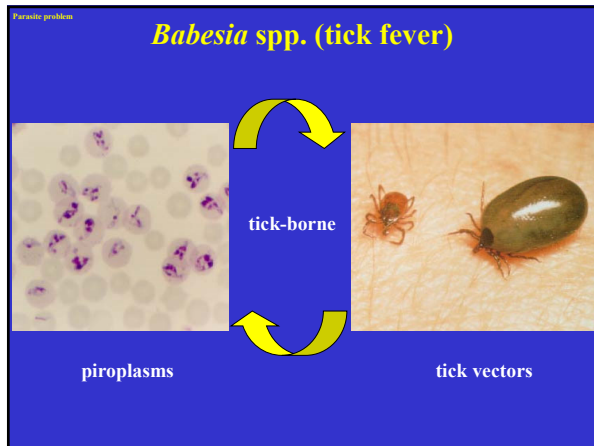 Parasite problem
Babesia spp. (tick fever)
tick-borne
piroplasms
tick vectors